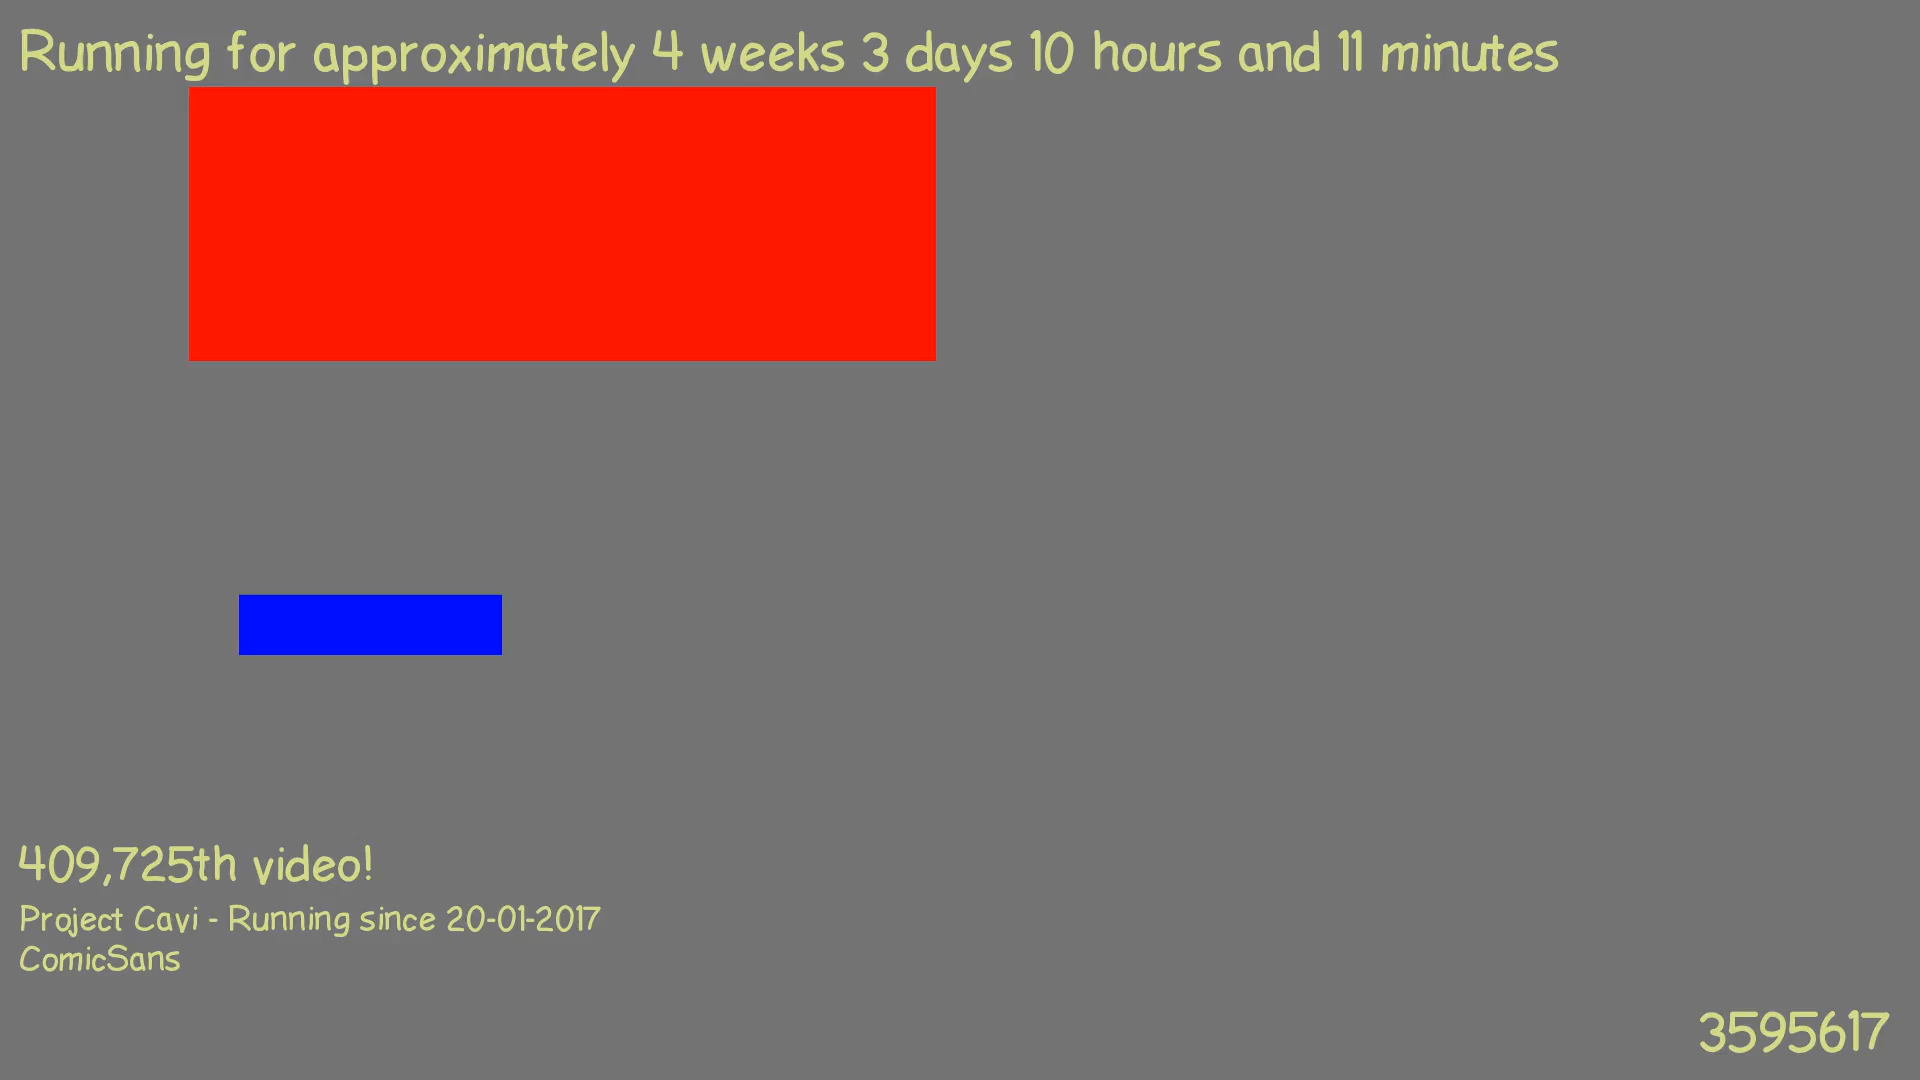 Running for approximately 4 weeks 3 days 10 hours and 11 minutes
409,725th video!
Project Cavi - Running since 20-01-2017
ComicSans
3595617